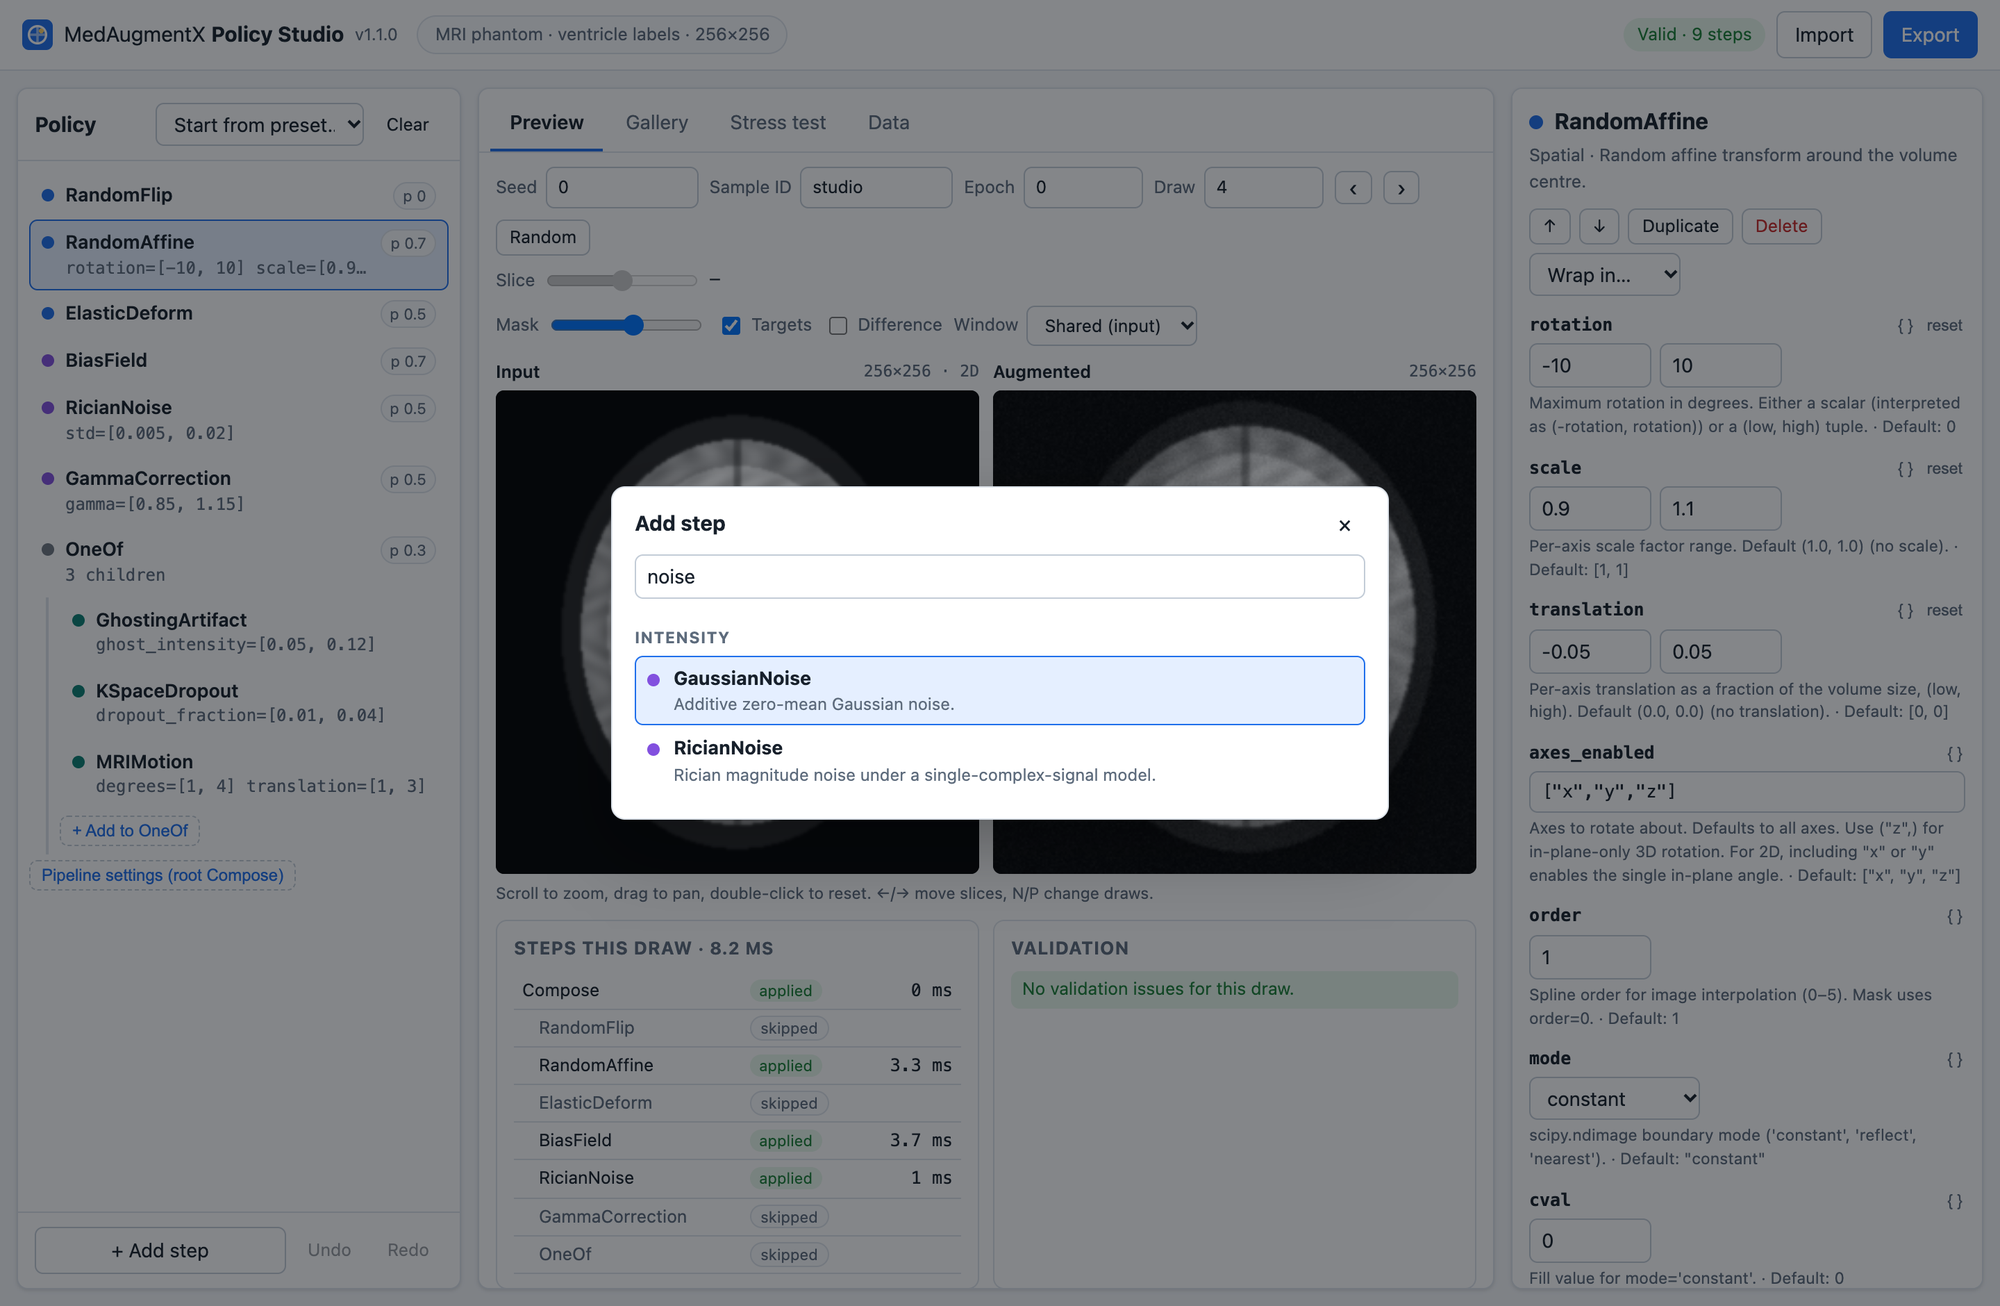 MedAugmentX Policy Studio v1.1.0
MRI phantom · ventricle labels · 256×256
Valid · 9 steps
Import
Export
Policy
Start from preset..
Clear
RandomFlip
p 0
RandomAffine
p 0.7
rotation=[−10, 10] scale=[0.9…
ElasticDeform
p 0.5
BiasField
p 0.7
RicianNoise
p 0.5
std=[0.005, 0.02]
GammaCorrection
p 0.5
gamma=[0.85, 1.15]
OneOf
p 0.3
3 children
GhostingArtifact
ghost_intensity=[0.05, 0.12]
KSpaceDropout
dropout_fraction=[0.01, 0.04]
MRIMotion
degrees=[1, 4] translation=[1, 3]
+ Add to OneOf
Pipeline settings (root Compose)
+ Add step
Undo
Redo
Preview
Gallery
Stress test
Data
Seed 0
Sample ID studio
Epoch 0
Draw 4
‹
›
Random
Slice –
Mask
Targets
Difference
Window Shared (input)
Input
256×256 · 2D
Augmented
256×256
Add step
×
noise
INTENSITY
GaussianNoise
Additive zero-mean Gaussian noise.
RicianNoise
Rician magnitude noise under a single-complex-signal model.
Scroll to zoom, drag to pan, double-click to reset. ←/→ move slices, N/P change draws.
STEPS THIS DRAW · 8.2 MS
Compose applied 0 ms
RandomFlip skipped
RandomAffine applied 3.3 ms
ElasticDeform skipped
BiasField applied 3.7 ms
RicianNoise applied 1 ms
GammaCorrection skipped
OneOf skipped
VALIDATION
No validation issues for this draw.
RandomAffine
Spatial · Random affine transform around the volume
centre.
↑
↓
Duplicate
Delete
Wrap in...
rotation
{} reset
-10
10
Maximum rotation in degrees. Either a scalar (interpreted
as (-rotation, rotation)) or a (low, high) tuple. · Default: 0
scale
{} reset
0.9
1.1
Per-axis scale factor range. Default (1.0, 1.0) (no scale). ·
Default: [1, 1]
translation
{} reset
-0.05
0.05
Per-axis translation as a fraction of the volume size, (low,
high). Default (0.0, 0.0) (no translation). · Default: [0, 0]
axes_enabled
{}
["x","y","z"]
Axes to rotate about. Defaults to all axes. Use ("z",) for
in-plane-only 3D rotation. For 2D, including "x" or "y"
enables the single in-plane angle. · Default: ["x", "y", "z"]
order
{}
1
Spline order for image interpolation (0–5). Mask uses
order=0. · Default: 1
mode
{}
constant
scipy.ndimage boundary mode ('constant', 'reflect',
'nearest'). · Default: "constant"
cval
{}
0
Fill value for mode='constant'. · Default: 0